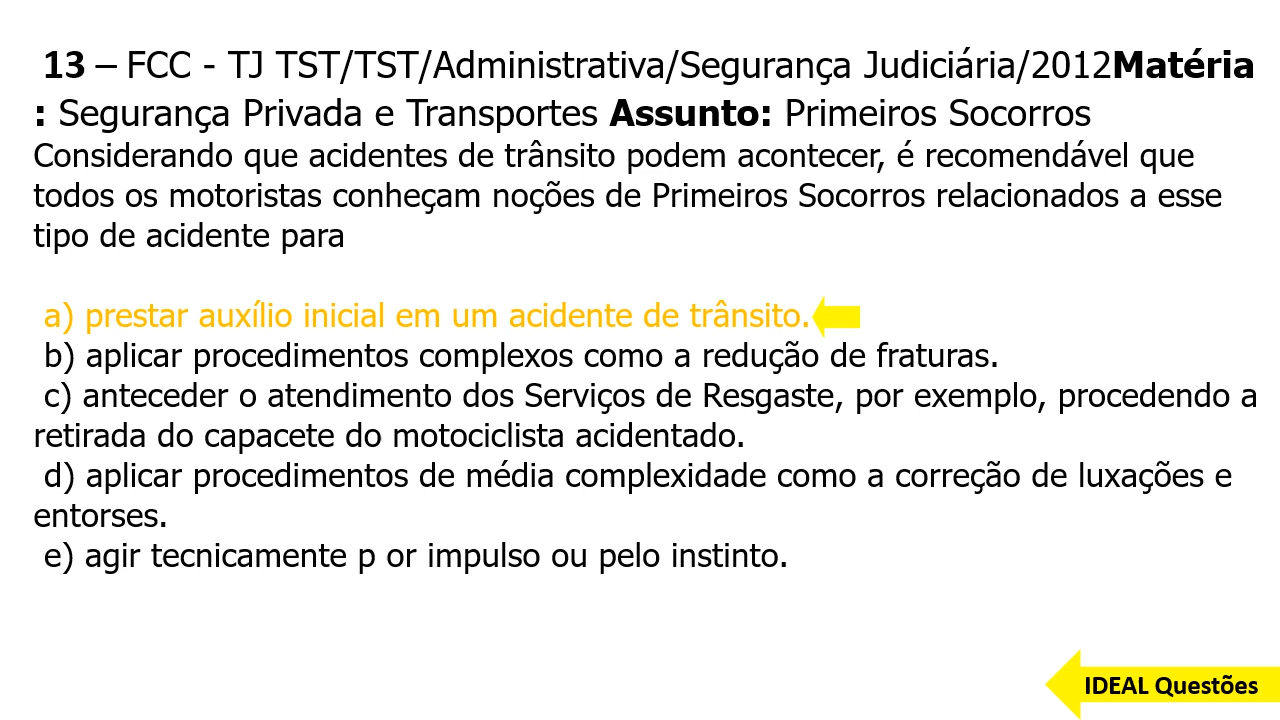 13 – FCC - TJ TST/TST/Administrativa/Segurança Judiciária/2012Matéria
: Segurança Privada e Transportes Assunto: Primeiros Socorros
Considerando que acidentes de trânsito podem acontecer, é recomendável que
todos os motoristas conheçam noções de Primeiros Socorros relacionados a esse
tipo de acidente para
a) prestar auxílio inicial em um acidente de trânsito.
b) aplicar procedimentos complexos como a redução de fraturas.
c) anteceder o atendimento dos Serviços de Resgaste, por exemplo, procedendo a
retirada do capacete do motociclista acidentado.
d) aplicar procedimentos de média complexidade como a correção de luxações e
entorses.
e) agir tecnicamente p or impulso ou pelo instinto.
IDEAL Questões